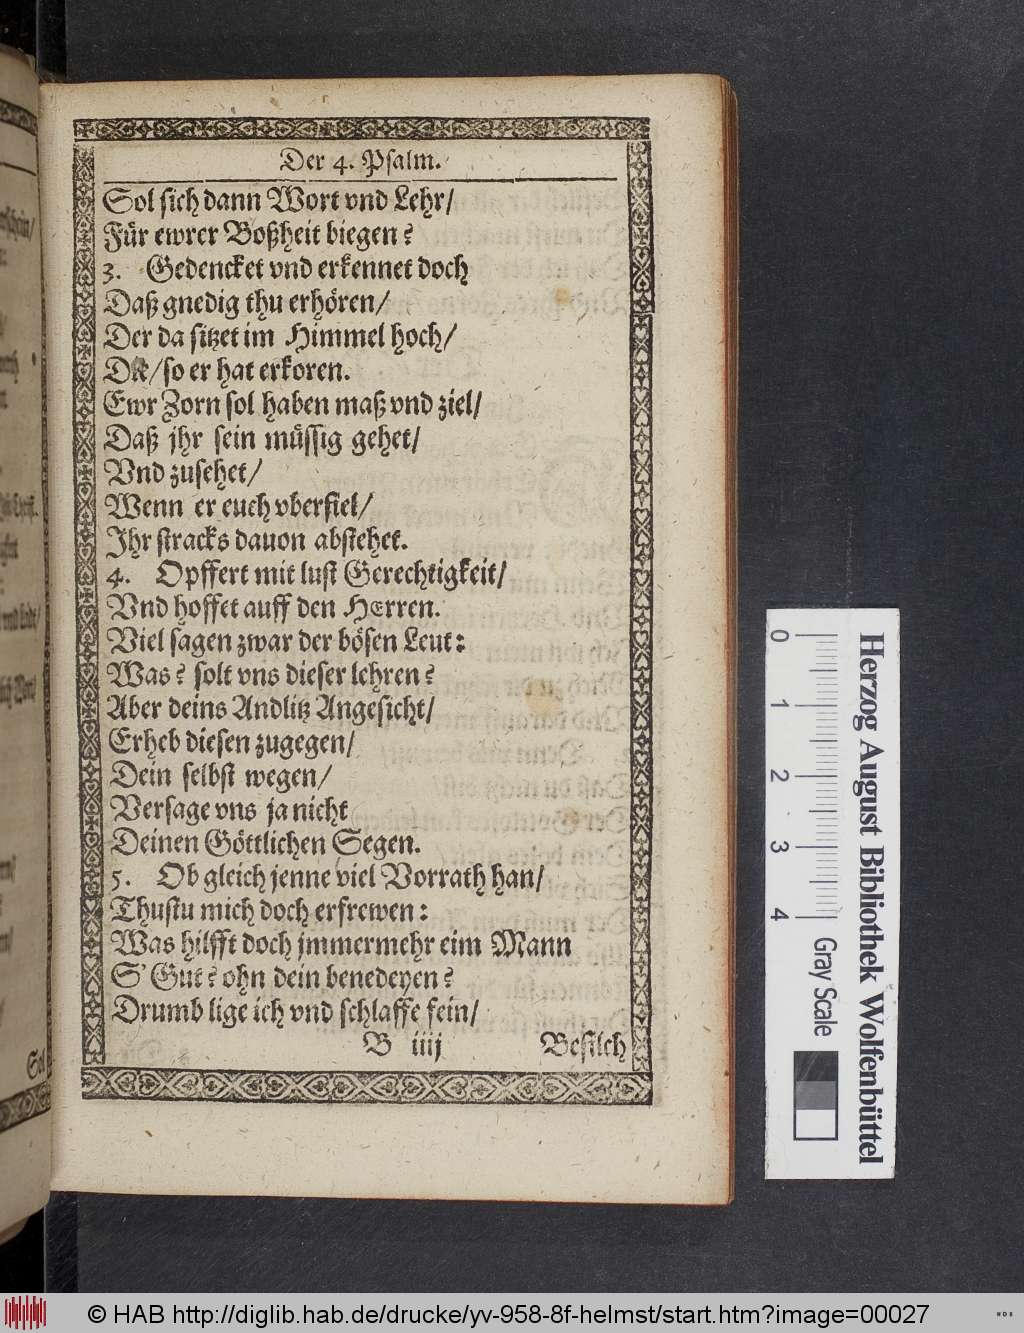 Der 4. Psalm.
Sol sich dann Wort vnd Lehr/
Für ewrer Boßheit biegen?
3. Gedencket vnd erkennet doch
Daß gnedig thu erhören/
Der da sitzet im Himmel hoch/
/so er hat erkoren.
Ewr Zorn sol haben maß vnd ziel/
Daß jhr sein müssig gehet/
Vnd zusehet/
Wenn er euch vberfiel/
Ihr stracks dauon abstehet.
4. Opffert mit lust Gerechtigkeit/
Vnd hoffet auff den HErren.
Viel sagen zwar der bösen Leut:
Was? solt vns dieser lehren?
Aber deins Andlitz Angesicht/
Erheb diesen zugegen/
Dein selbst wegen/
Versage vns ja nicht
Deinen Göttlichen Segen.
5. Ob gleich jenne viel Vorrath han/
Thustu mich doch erfrewen:
Was hilfft doch jmmermehr eim Mann
S' Gut? ohn dein benedeyen?
Drumb lige ich vnd schlaffe fein/
B iiij Befilch
Sol
0 1 2 3 4
Gray Scale
Herzog August Bibliothek Wolfenbüttel
© HAB http://diglib.hab.de/drucke/yv-958-8f-helmst/start.htm?image=00027